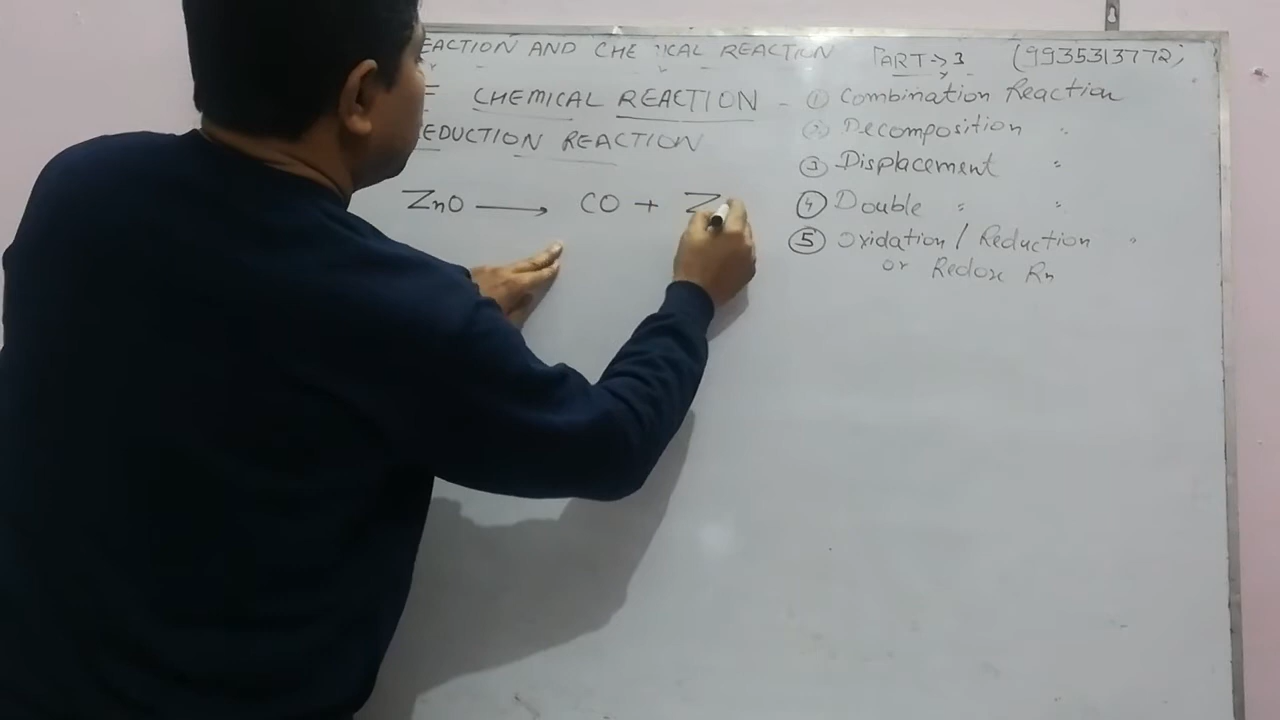 EACTION AND CHE ICAL REACTION PART → 3 (9935313772)
CHEMICAL REACTION - ① Combination Reaction
EDUCTION REACTION ② Decomposition "
③ Displacement "
ZnO ⟶ CO + Z
④ Double " "
⑤ Oxidation / Reduction "
or Redox Rn